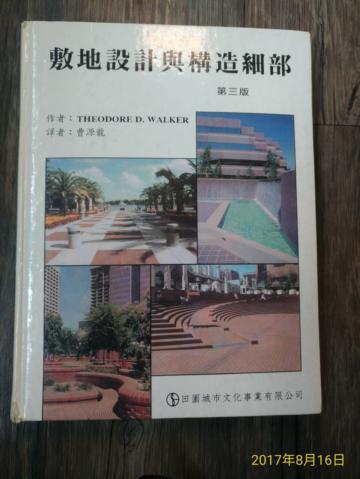 敷地設計與構造細部
第三版
作者：THEODORE D. WALKER
譯者：曹源龍
田園城市文化事業有限公司
2017年8月16日